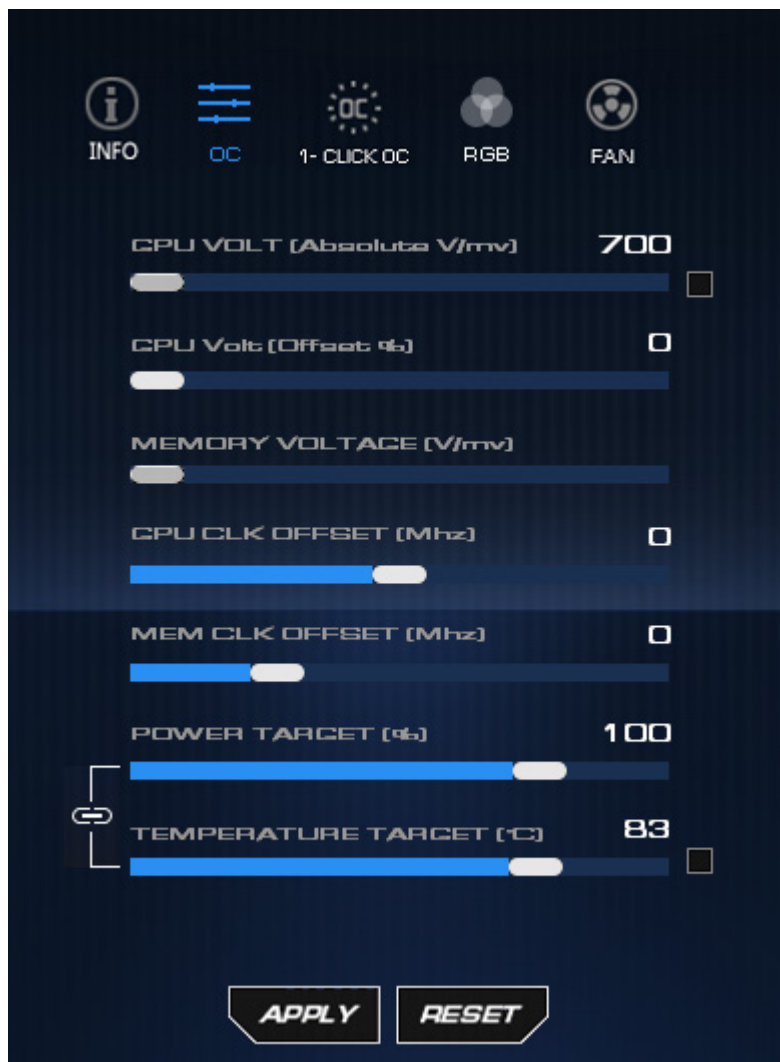 INFO
OC
OC
1- CLICK OC
RGB
FAN
GPU VOLT (Absolute V/mv)
700
GPU Volt (Offset %)
0
MEMORY VOLTAGE (V/mv)
GPU CLK OFFSET (Mhz)
0
MEM CLK OFFSET (Mhz)
0
POWER TARGET (%)
100
TEMPERATURE TARGET (°C)
83
APPLY
RESET